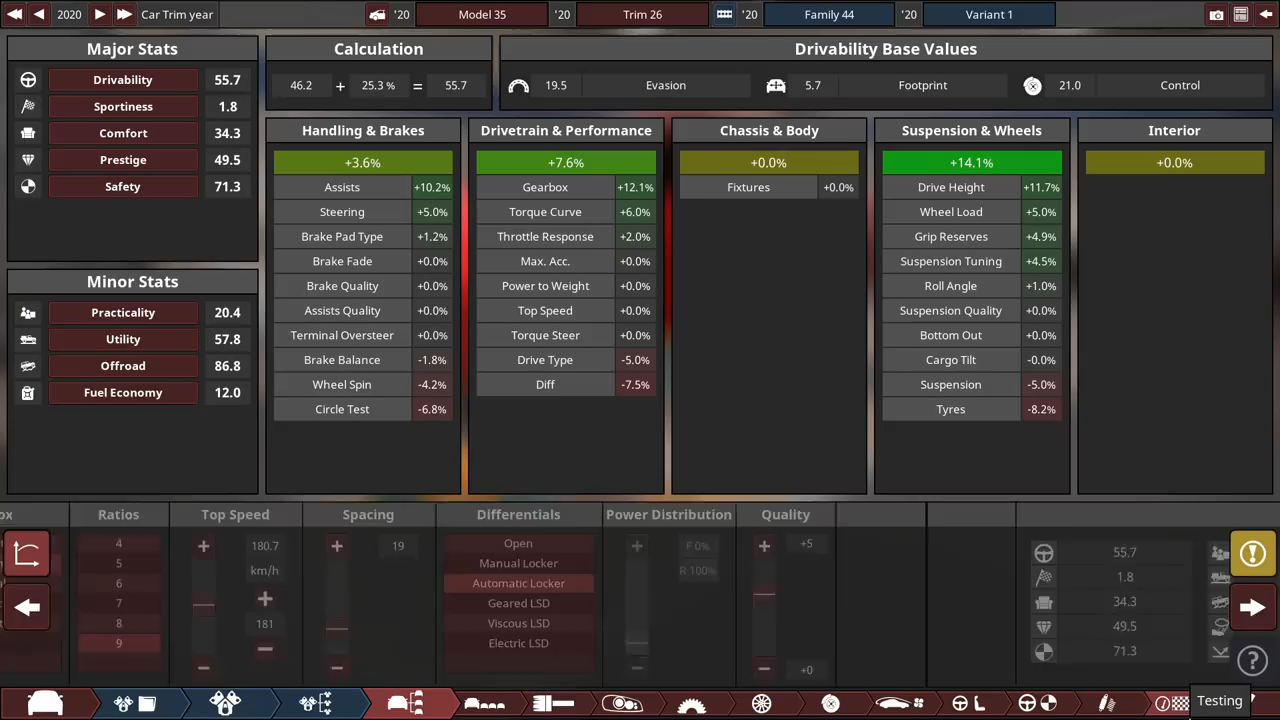 2020 Car Trim year '20 Model 35 '20 Trim 26 '20 Family 44 '20 Variant 1
Major Stats
Drivability 55.7
Sportiness 1.8
Comfort 34.3
Prestige 49.5
Safety 71.3
Minor Stats
Practicality 20.4
Utility 57.8
Offroad 86.8
Fuel Economy 12.0
Calculation
46.2 + 25.3 % = 55.7
Drivability Base Values
19.5 Evasion 5.7 Footprint 21.0 Control
Handling & Brakes
+3.6%
Assists +10.2%
Steering +5.0%
Brake Pad Type +1.2%
Brake Fade +0.0%
Brake Quality +0.0%
Assists Quality +0.0%
Terminal Oversteer +0.0%
Brake Balance -1.8%
Wheel Spin -4.2%
Circle Test -6.8%
Drivetrain & Performance
+7.6%
Gearbox +12.1%
Torque Curve +6.0%
Throttle Response +2.0%
Max. Acc. +0.0%
Power to Weight +0.0%
Top Speed +0.0%
Torque Steer +0.0%
Drive Type -5.0%
Diff -7.5%
Chassis & Body
+0.0%
Fixtures +0.0%
Suspension & Wheels
+14.1%
Drive Height +11.7%
Wheel Load +5.0%
Grip Reserves +4.9%
Suspension Tuning +4.5%
Roll Angle +1.0%
Suspension Quality +0.0%
Bottom Out +0.0%
Cargo Tilt -0.0%
Suspension -5.0%
Tyres -8.2%
Interior
+0.0%
ox
Ratios
4
5
6
7
8
9
Top Speed
+ 180.7
km/h
+
181
−
−
Spacing
+ 19
−
Differentials
Open
Manual Locker
Automatic Locker
Geared LSD
Viscous LSD
Electric LSD
Power Distribution
+ F 0%
R 100%
−
Quality
+ +5
− +0
55.7
1.8
34.3
49.5
71.3
?
Testing